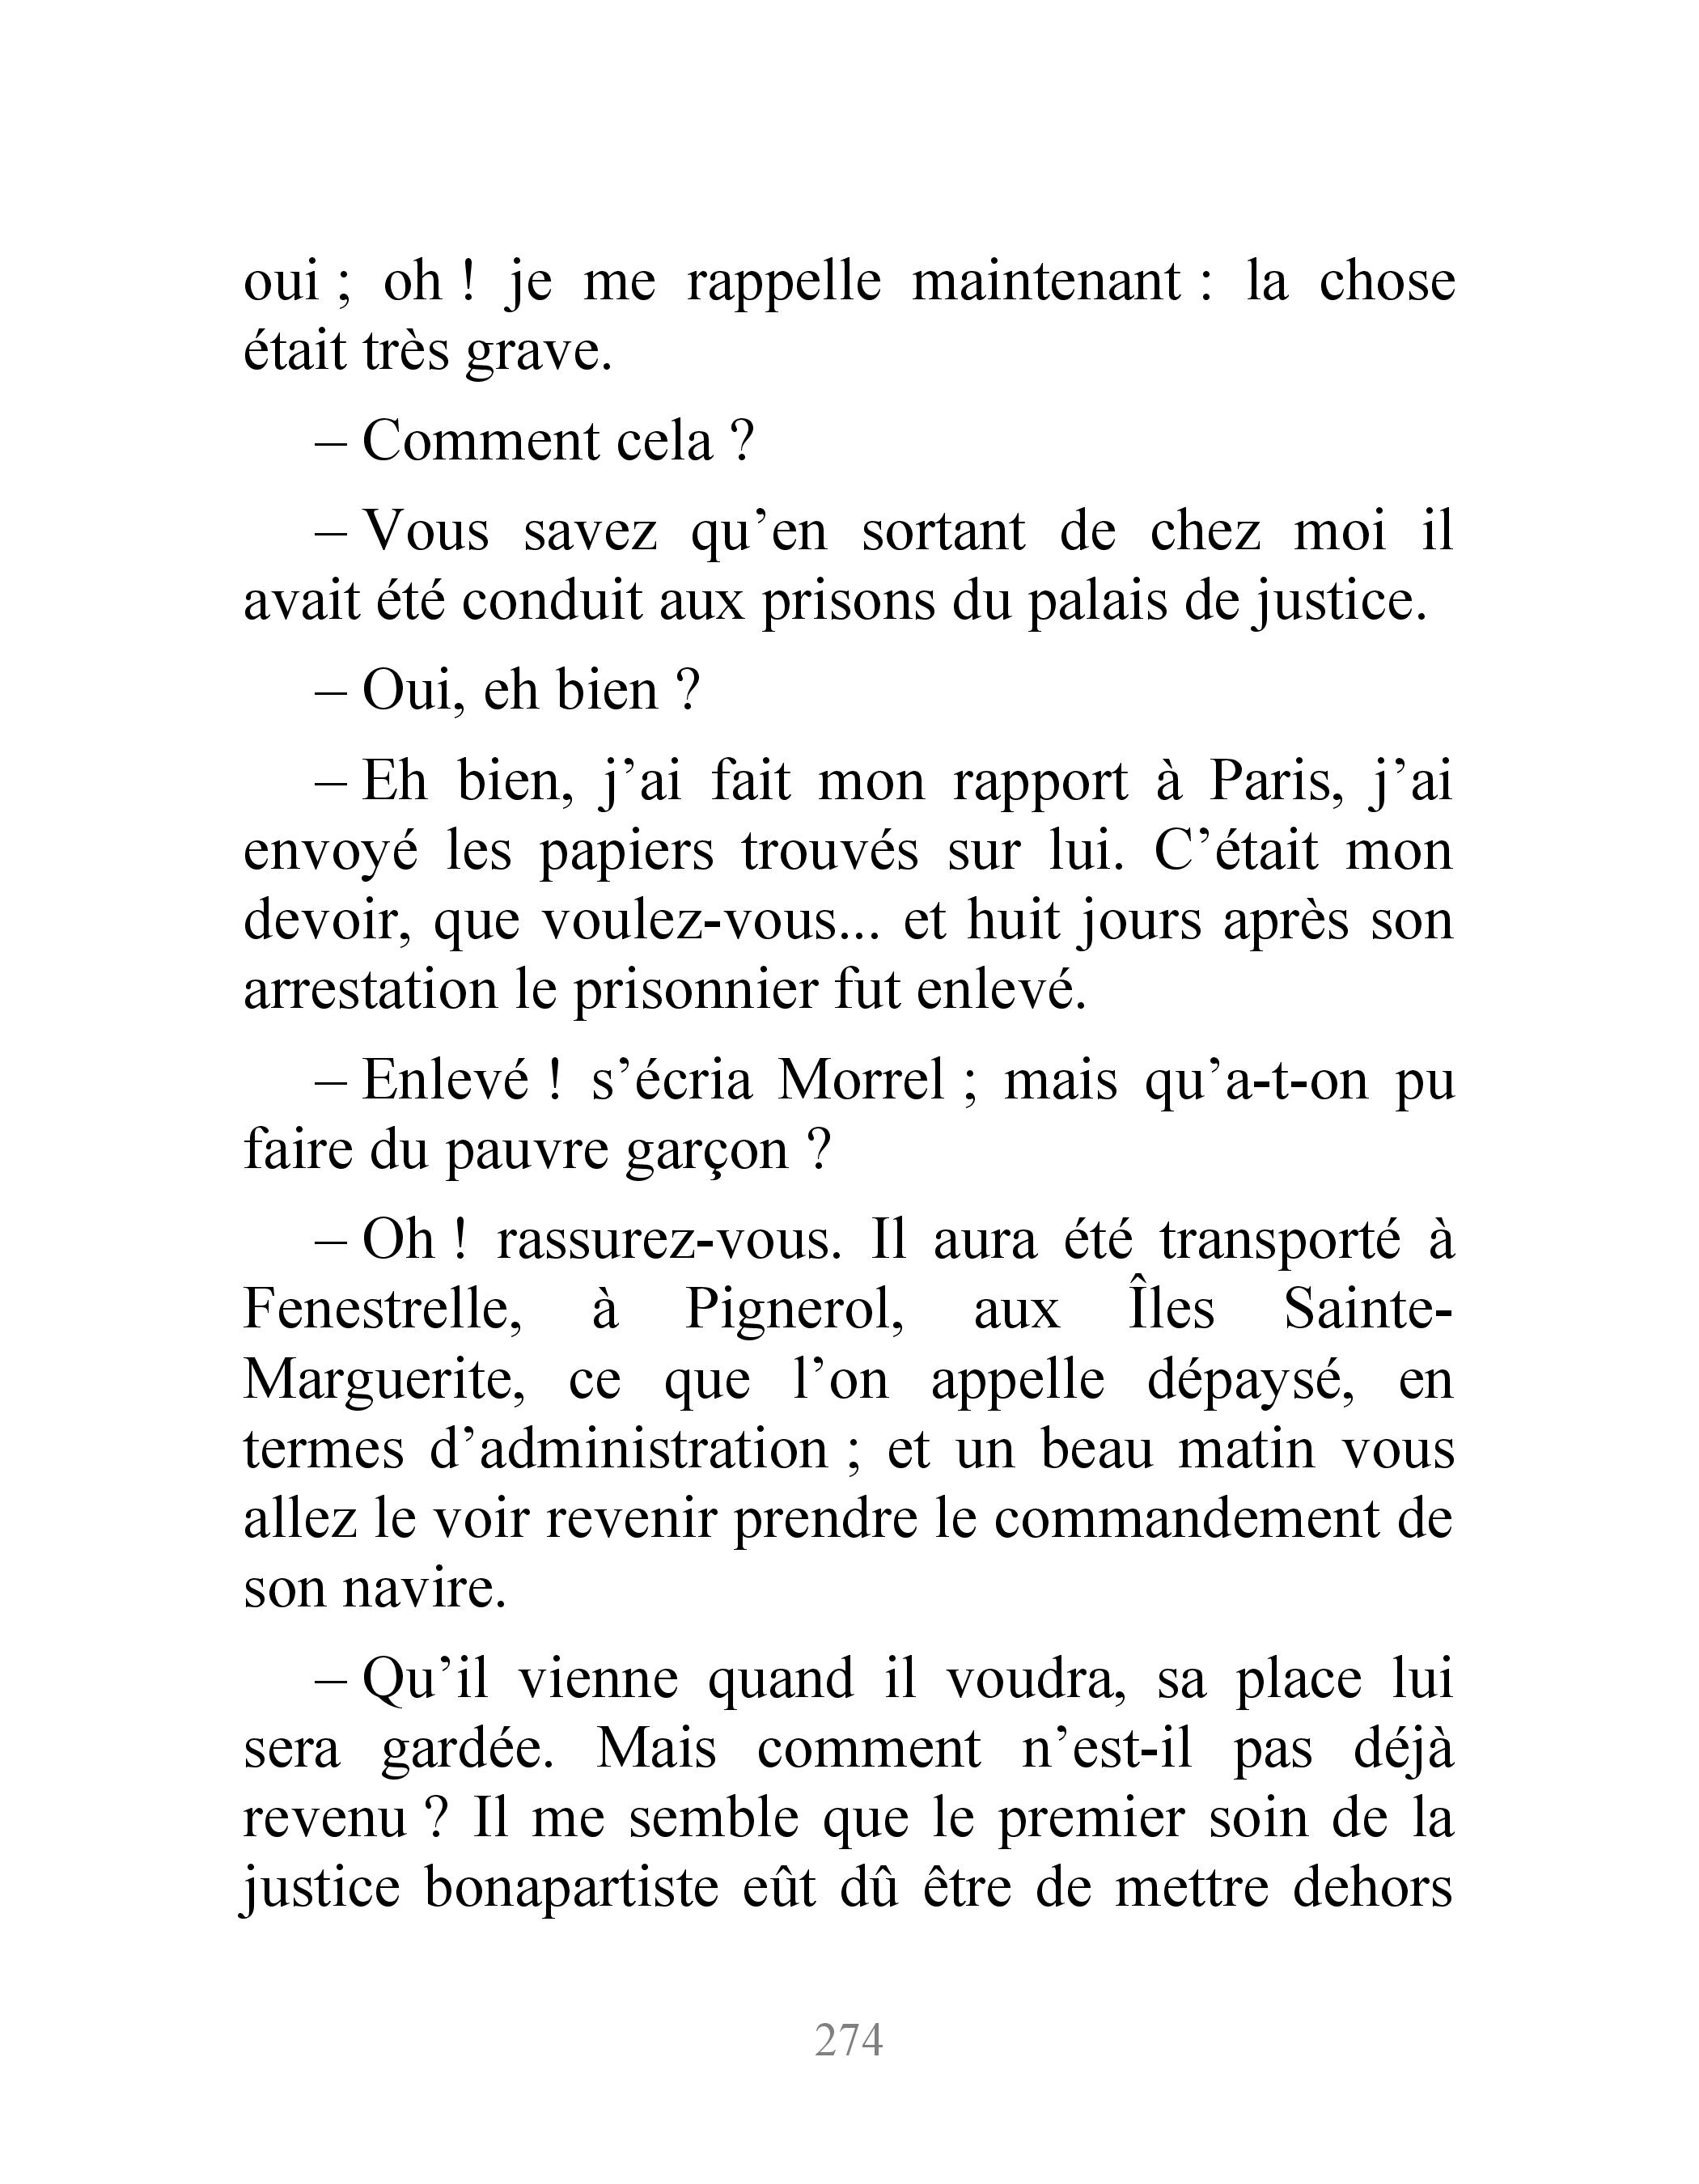 oui ; oh ! je me rappelle maintenant : la chose
était très grave.
– Comment cela ?
– Vous savez qu’en sortant de chez moi il
avait été conduit aux prisons du palais de justice.
– Oui, eh bien ?
– Eh bien, j’ai fait mon rapport à Paris, j’ai
envoyé les papiers trouvés sur lui. C’était mon
devoir, que voulez-vous... et huit jours après son
arrestation le prisonnier fut enlevé.
– Enlevé ! s’écria Morrel ; mais qu’a-t-on pu
faire du pauvre garçon ?
– Oh ! rassurez-vous. Il aura été transporté à
Fenestrelle, à Pignerol, aux Îles Sainte-
Marguerite, ce que l’on appelle dépaysé, en
termes d’administration ; et un beau matin vous
allez le voir revenir prendre le commandement de
son navire.
– Qu’il vienne quand il voudra, sa place lui
sera gardée. Mais comment n’est-il pas déjà
revenu ? Il me semble que le premier soin de la
justice bonapartiste eût dû être de mettre dehors
274